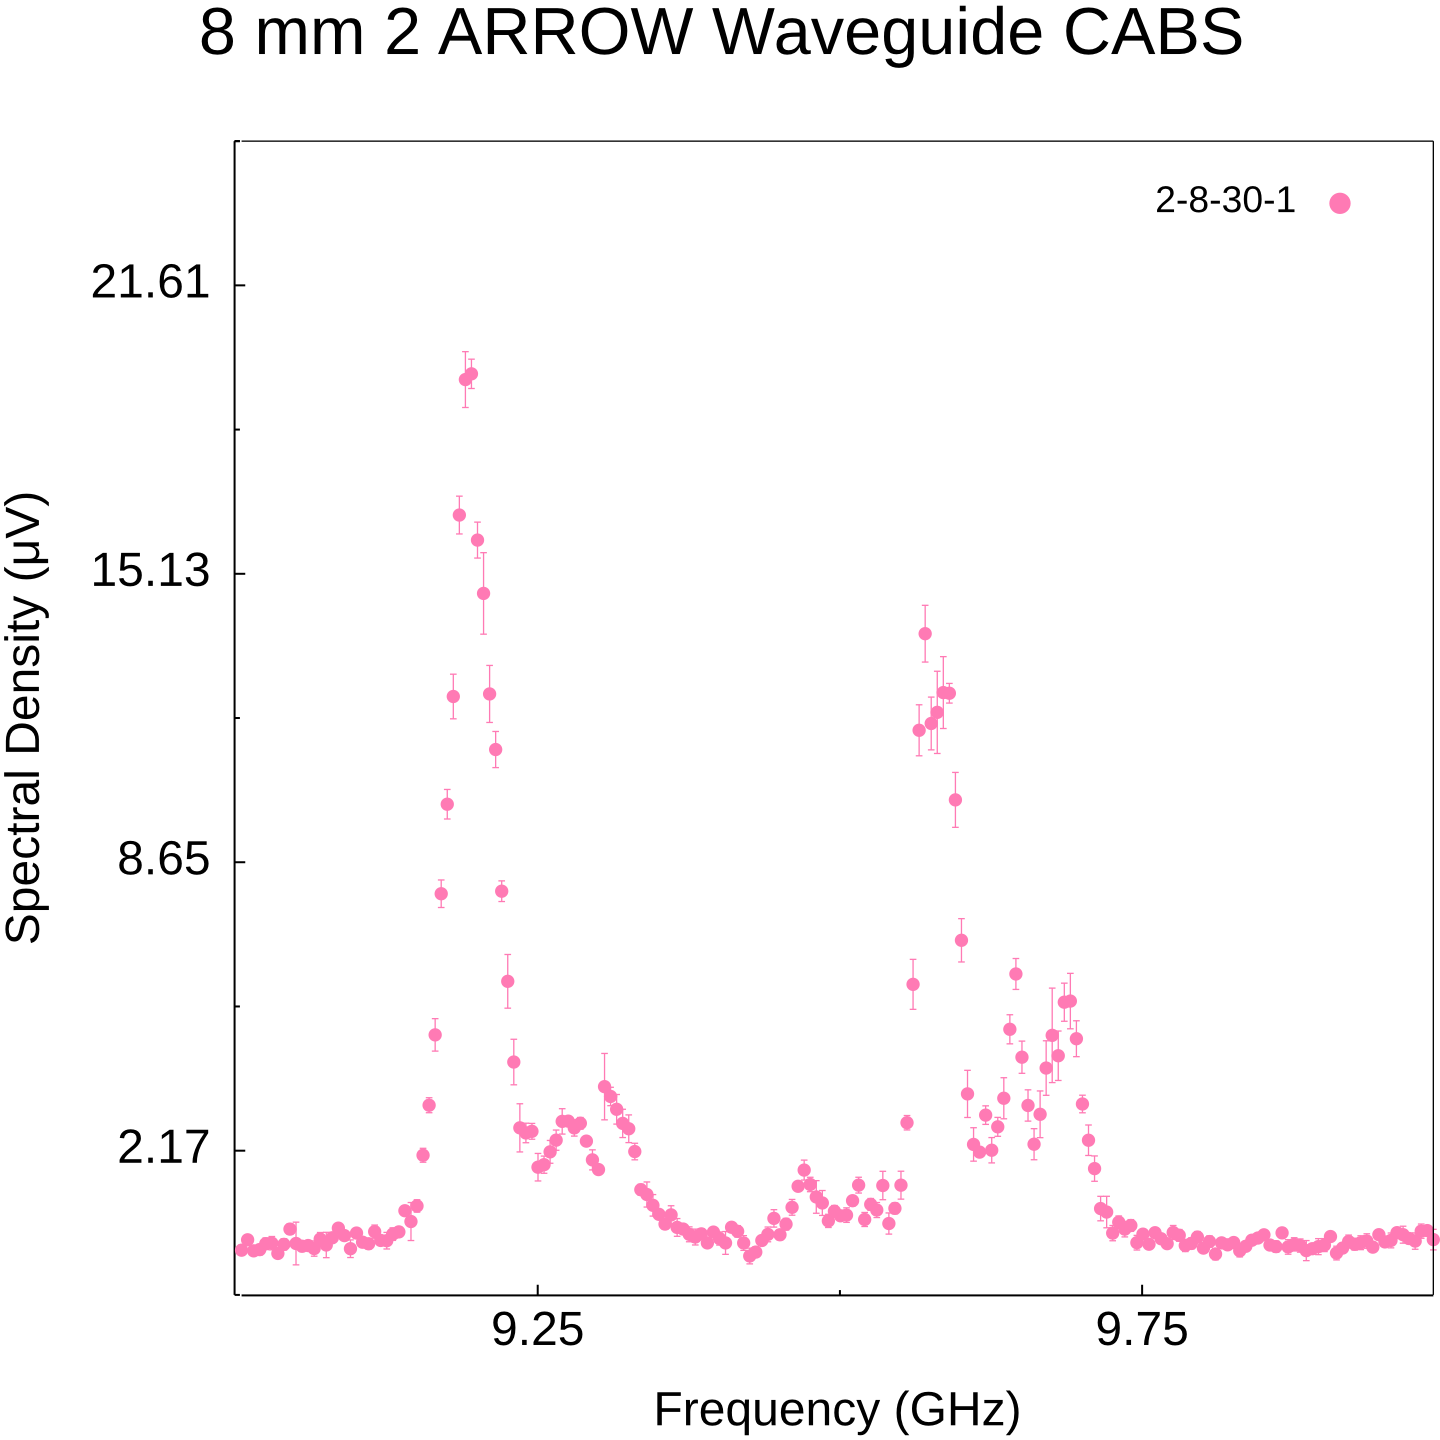 8 mm 2 ARROW Waveguide CABS
2-8-30-1
21.61
15.13
8.65
2.17
Spectral Density (μV)
9.25
9.75
Frequency (GHz)